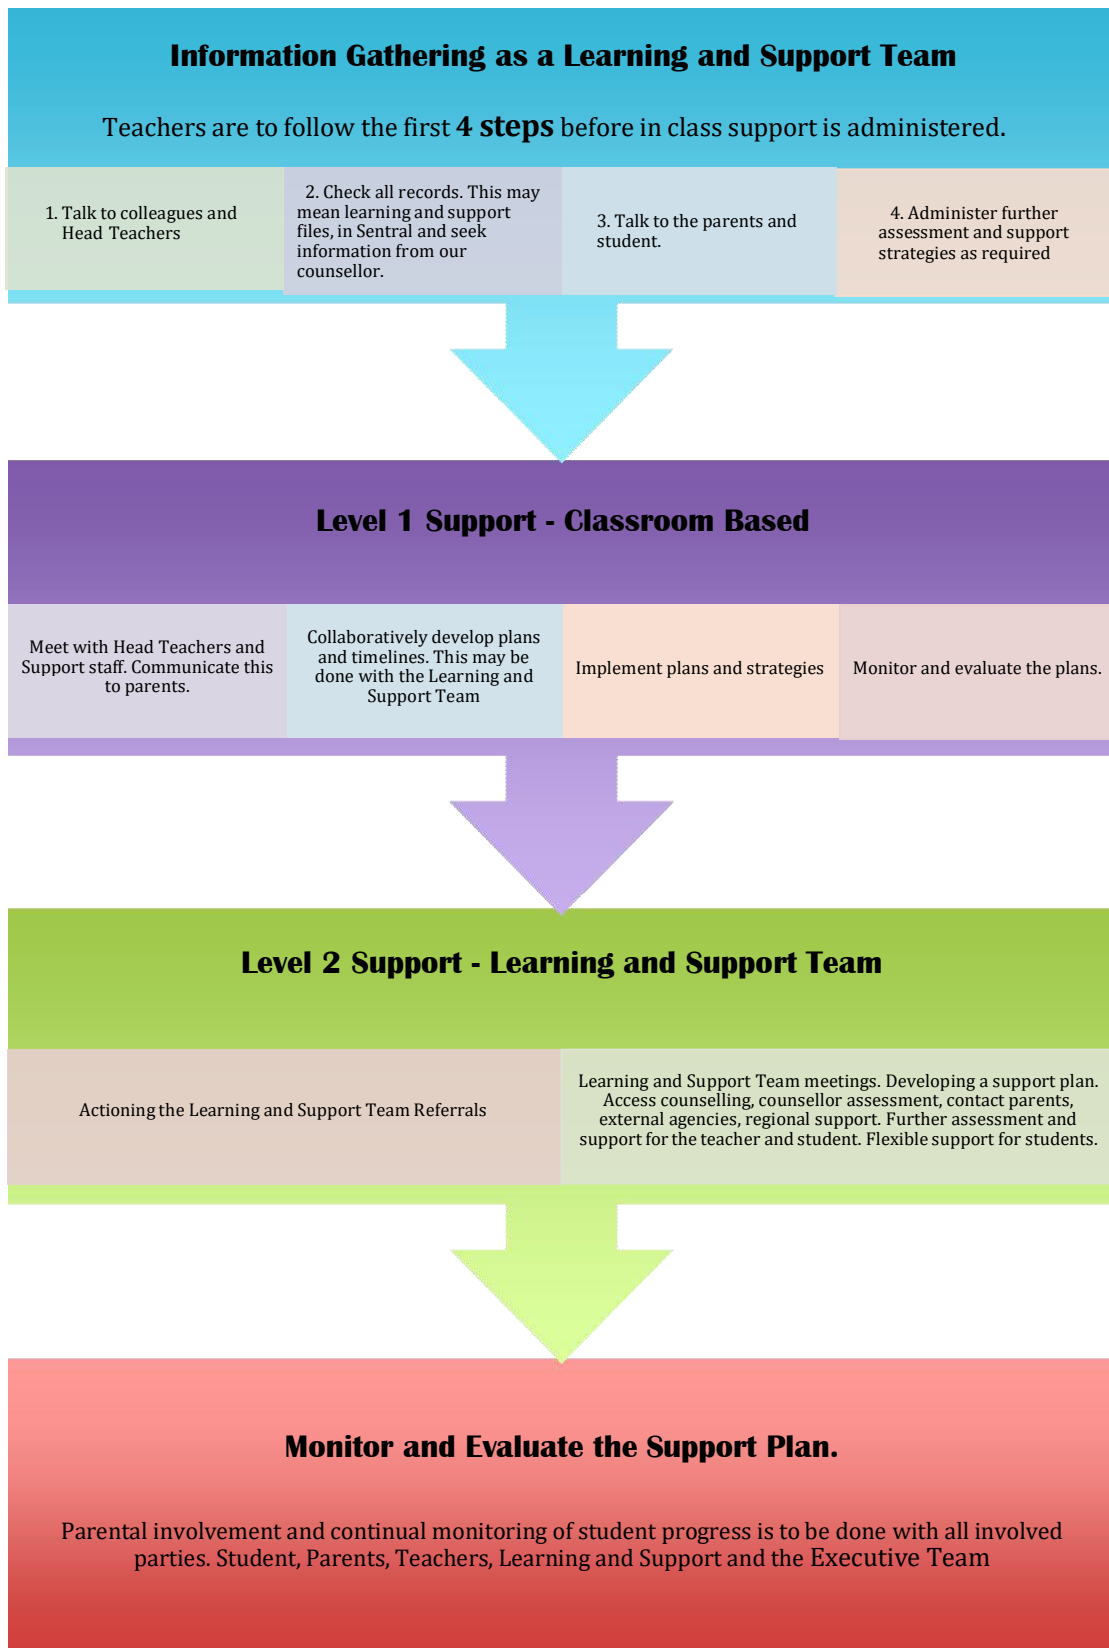 Information Gathering as a Learning and Support Team
Teachers are to follow the first 4 steps before in class support is administered.
1. Talk to colleagues and
Head Teachers
2. Check all records. This may
mean learning and support
files, in Sentral and seek
information from our
counsellor.
3. Talk to the parents and
student.
4. Administer further
assessment and support
strategies as required
Level 1 Support - Classroom Based
Meet with Head Teachers and
Support staff. Communicate this
to parents.
Collaboratively develop plans
and timelines. This may be
done with the Learning and
Support Team
Implement plans and strategies
Monitor and evaluate the plans.
Level 2 Support - Learning and Support Team
Actioning the Learning and Support Team Referrals
Learning and Support Team meetings. Developing a support plan.
Access counselling, counsellor assessment, contact parents,
external agencies, regional support. Further assessment and
support for the teacher and student. Flexible support for students.
Monitor and Evaluate the Support Plan.
Parental involvement and continual monitoring of student progress is to be done with all involved
parties. Student, Parents, Teachers, Learning and Support and the Executive Team